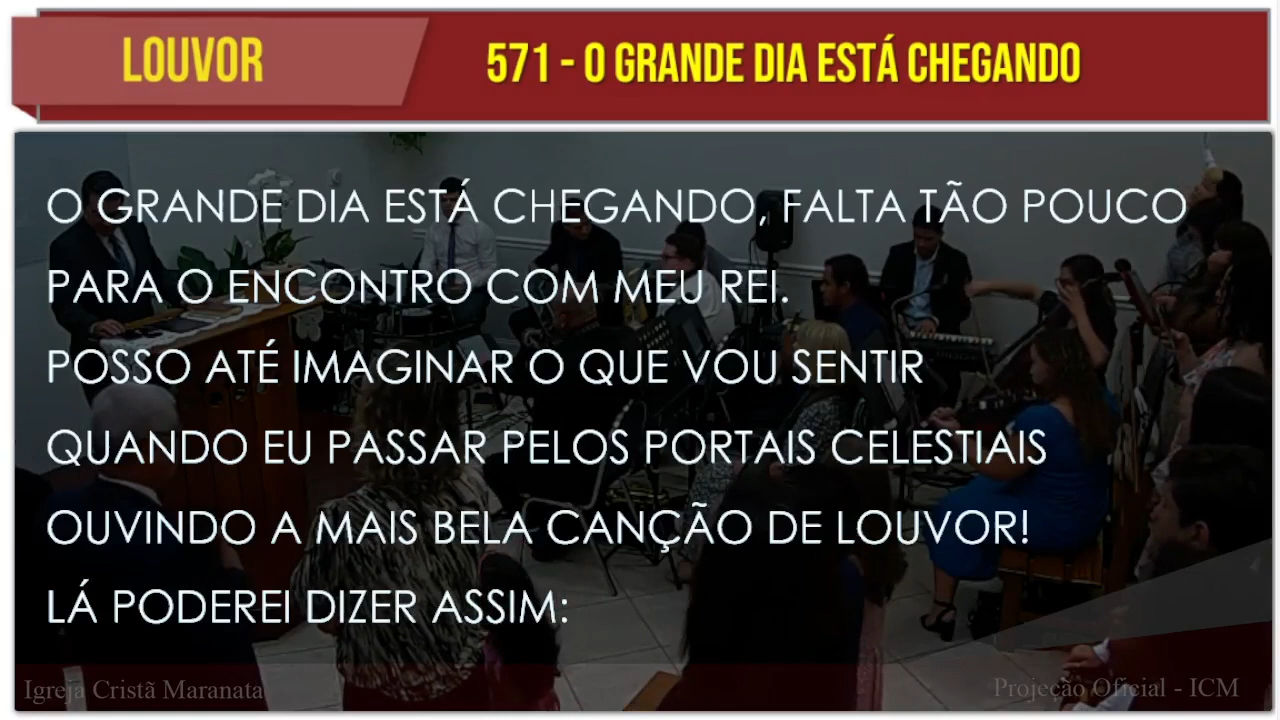 LOUVOR
571 - O GRANDE DIA ESTÁ CHEGANDO
O GRANDE DIA ESTÁ CHEGANDO, FALTA TÃO POUCO
PARA O ENCONTRO COM MEU REI.
POSSO ATÉ IMAGINAR O QUE VOU SENTIR
QUANDO EU PASSAR PELOS PORTAIS CELESTIAIS
OUVINDO A MAIS BELA CANÇÃO DE LOUVOR!
LÁ PODEREI DIZER ASSIM:
Igreja Cristã Maranata
Projeção Oficial - ICM